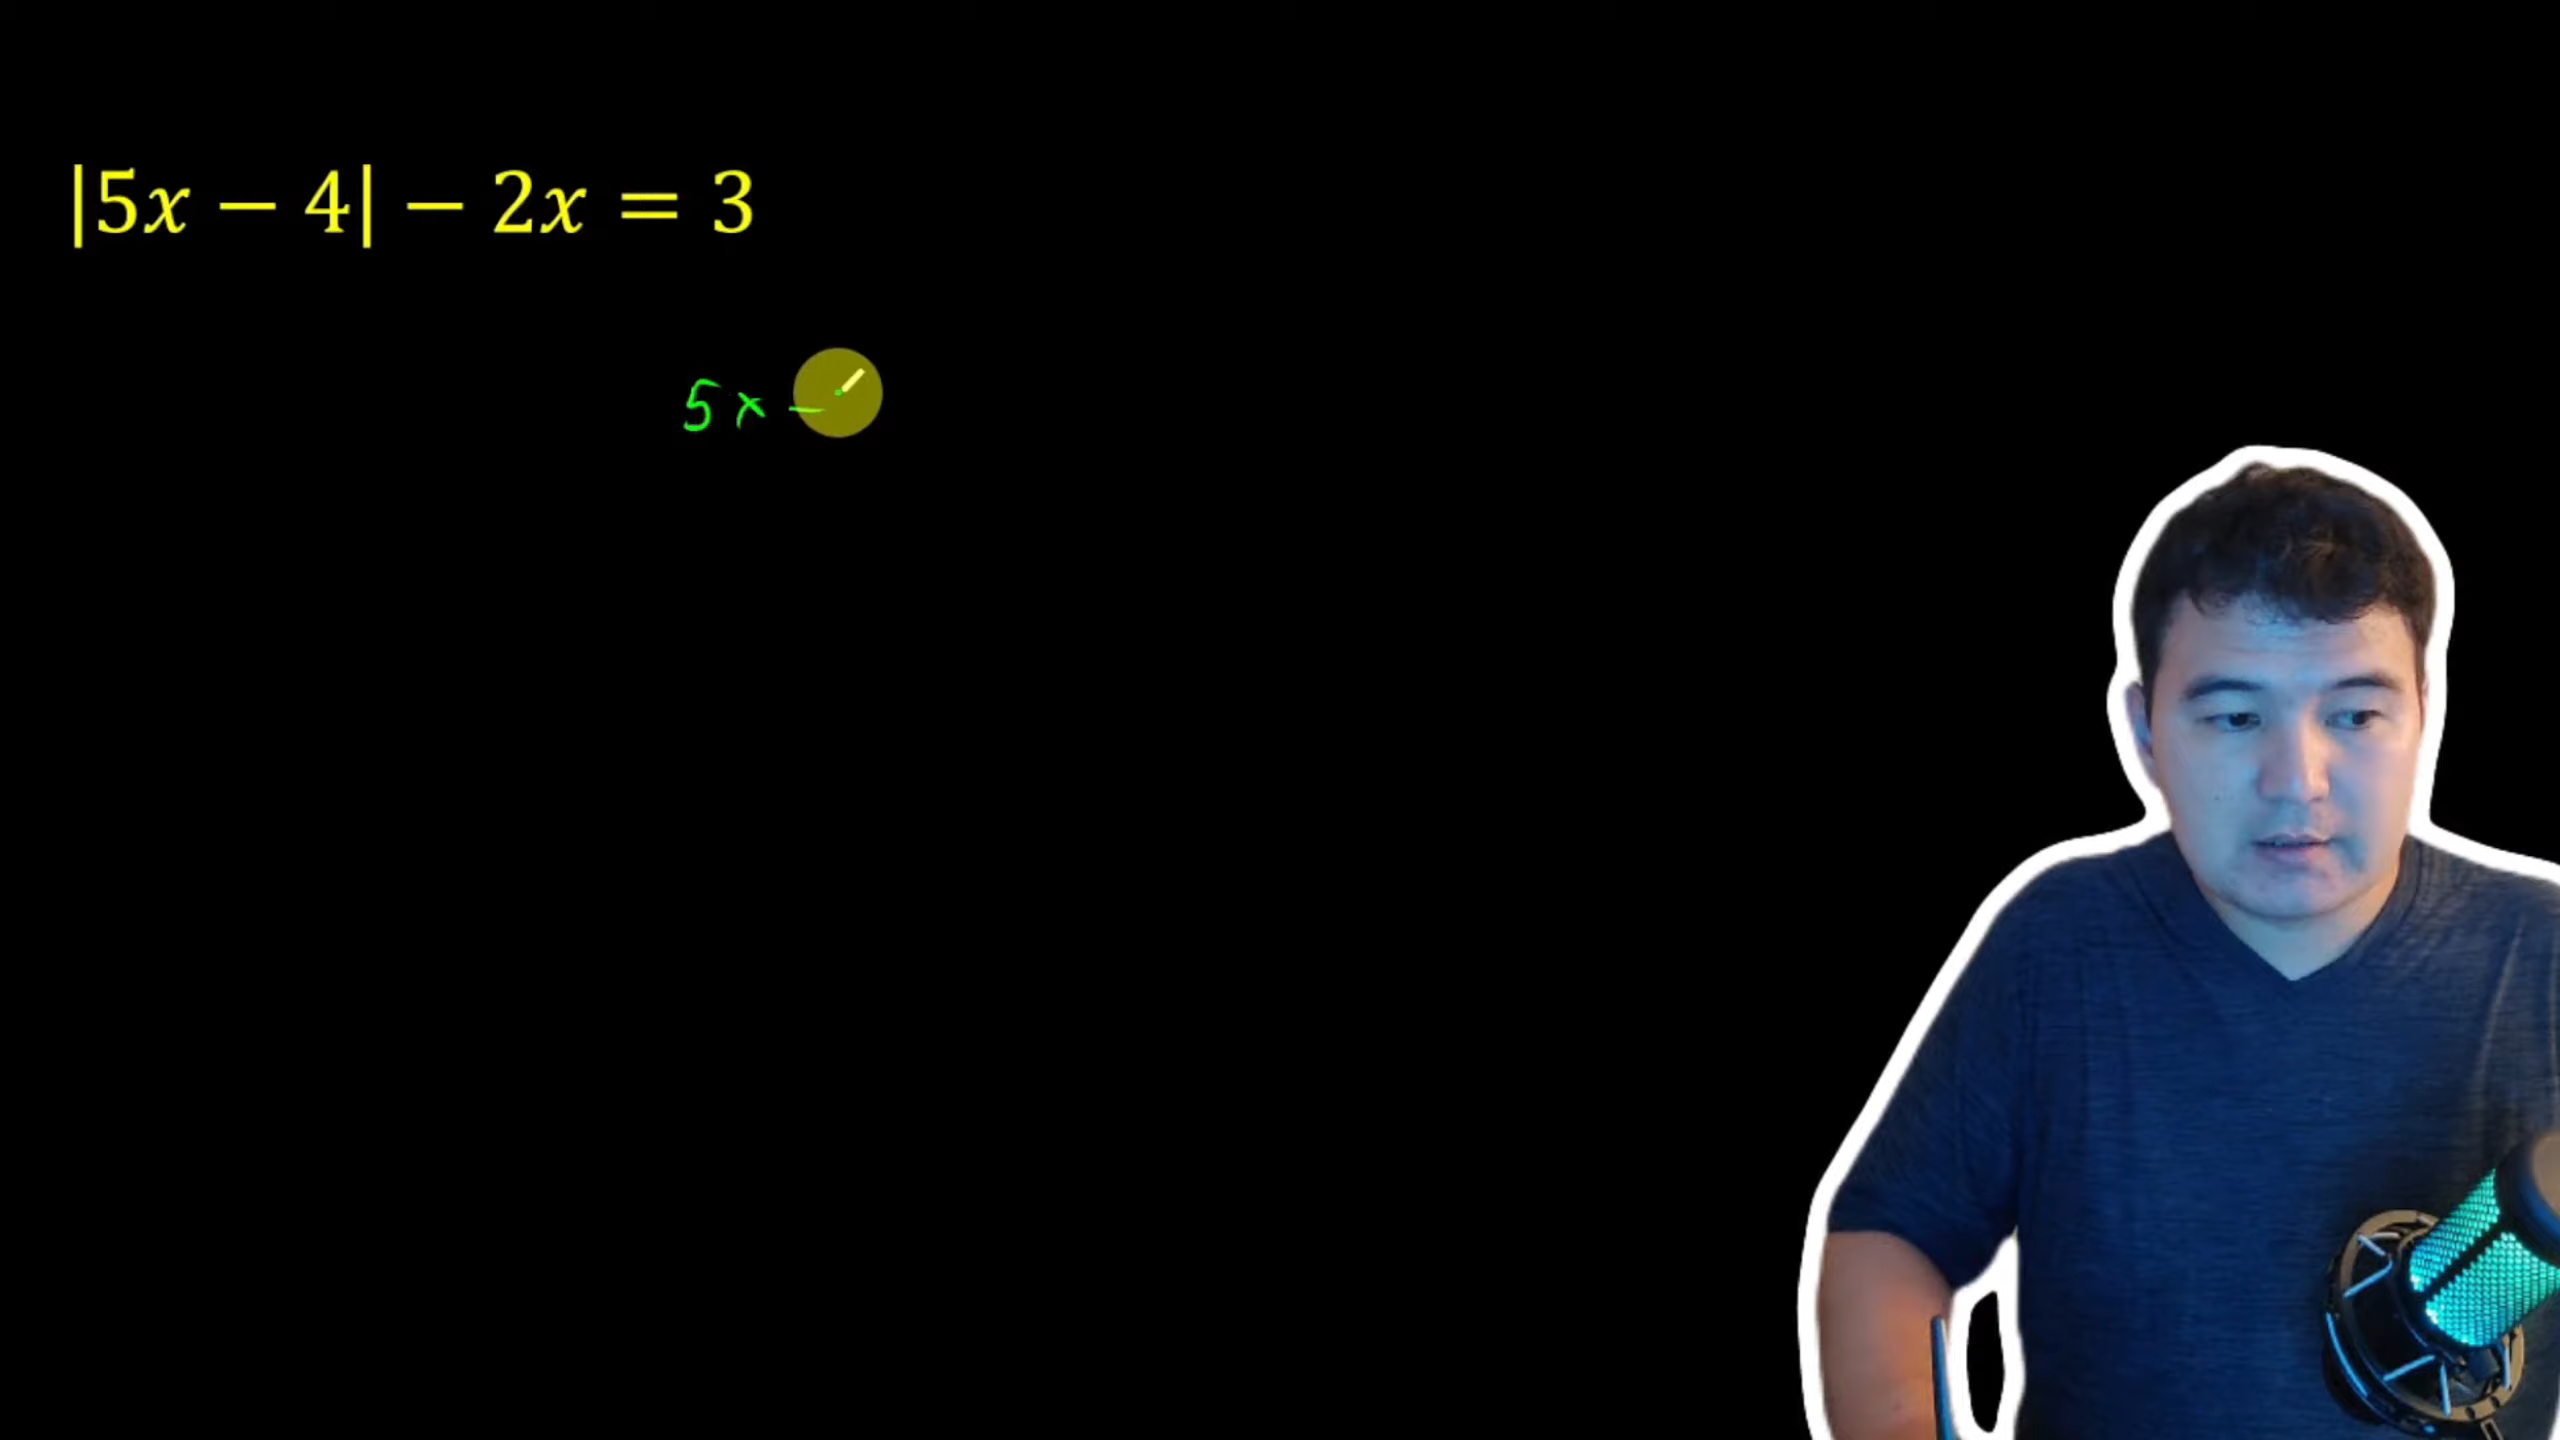 |5x − 4| − 2x = 3
5x −